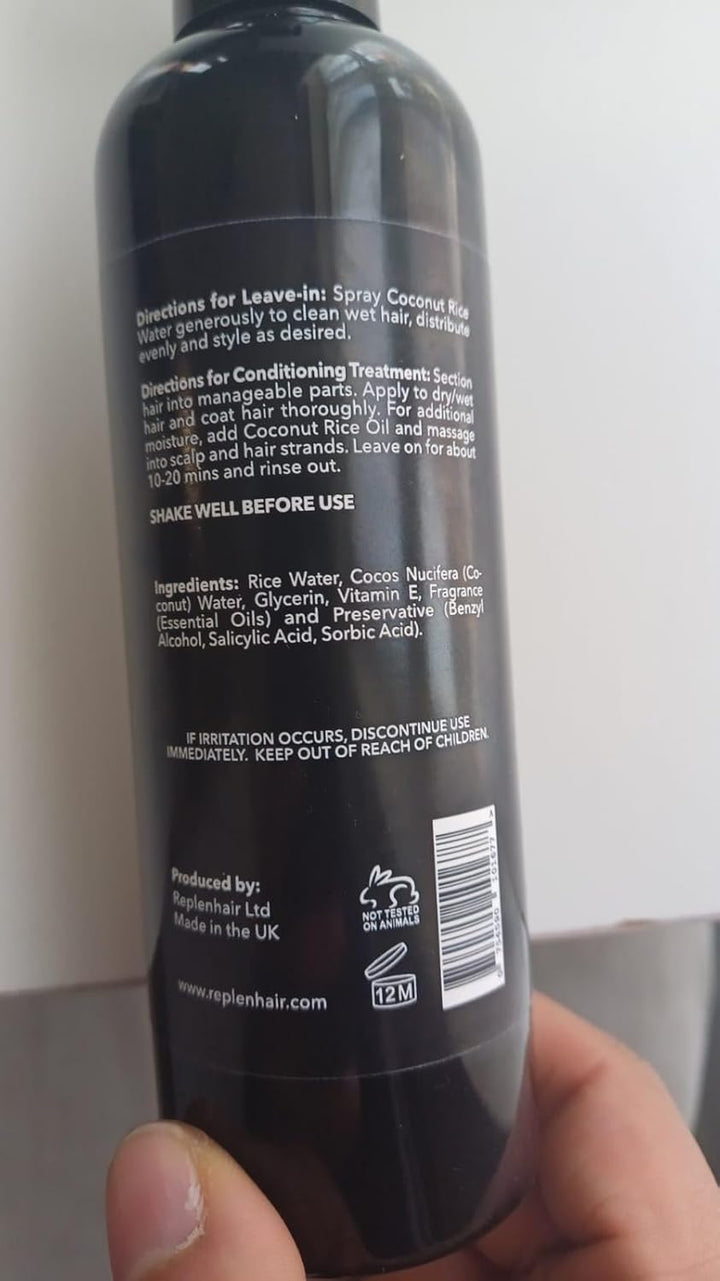 Directions for Leave-in: Spray Coconut Rice
Water generously to clean wet hair, distribute
evenly and style as desired.
Directions for Conditioning Treatment: Section
hair into manageable parts. Apply to dry/wet
hair and coat hair thoroughly. For additional
moisture, add Coconut Rice Oil and massage
into scalp and hair strands. Leave on for about
10-20 mins and rinse out.
SHAKE WELL BEFORE USE
Ingredients: Rice Water, Cocos Nucifera (Co-
conut) Water, Glycerin, Vitamin E, Fragrance
(Essential Oils) and Preservative (Benzyl
Alcohol, Salicylic Acid, Sorbic Acid).
IF IRRITATION OCCURS, DISCONTINUE USE
IMMEDIATELY. KEEP OUT OF REACH OF CHILDREN.
Produced by:
Replenhair Ltd
Made in the UK
NOT TESTED
ON ANIMALS
12M
www.replenhair.com